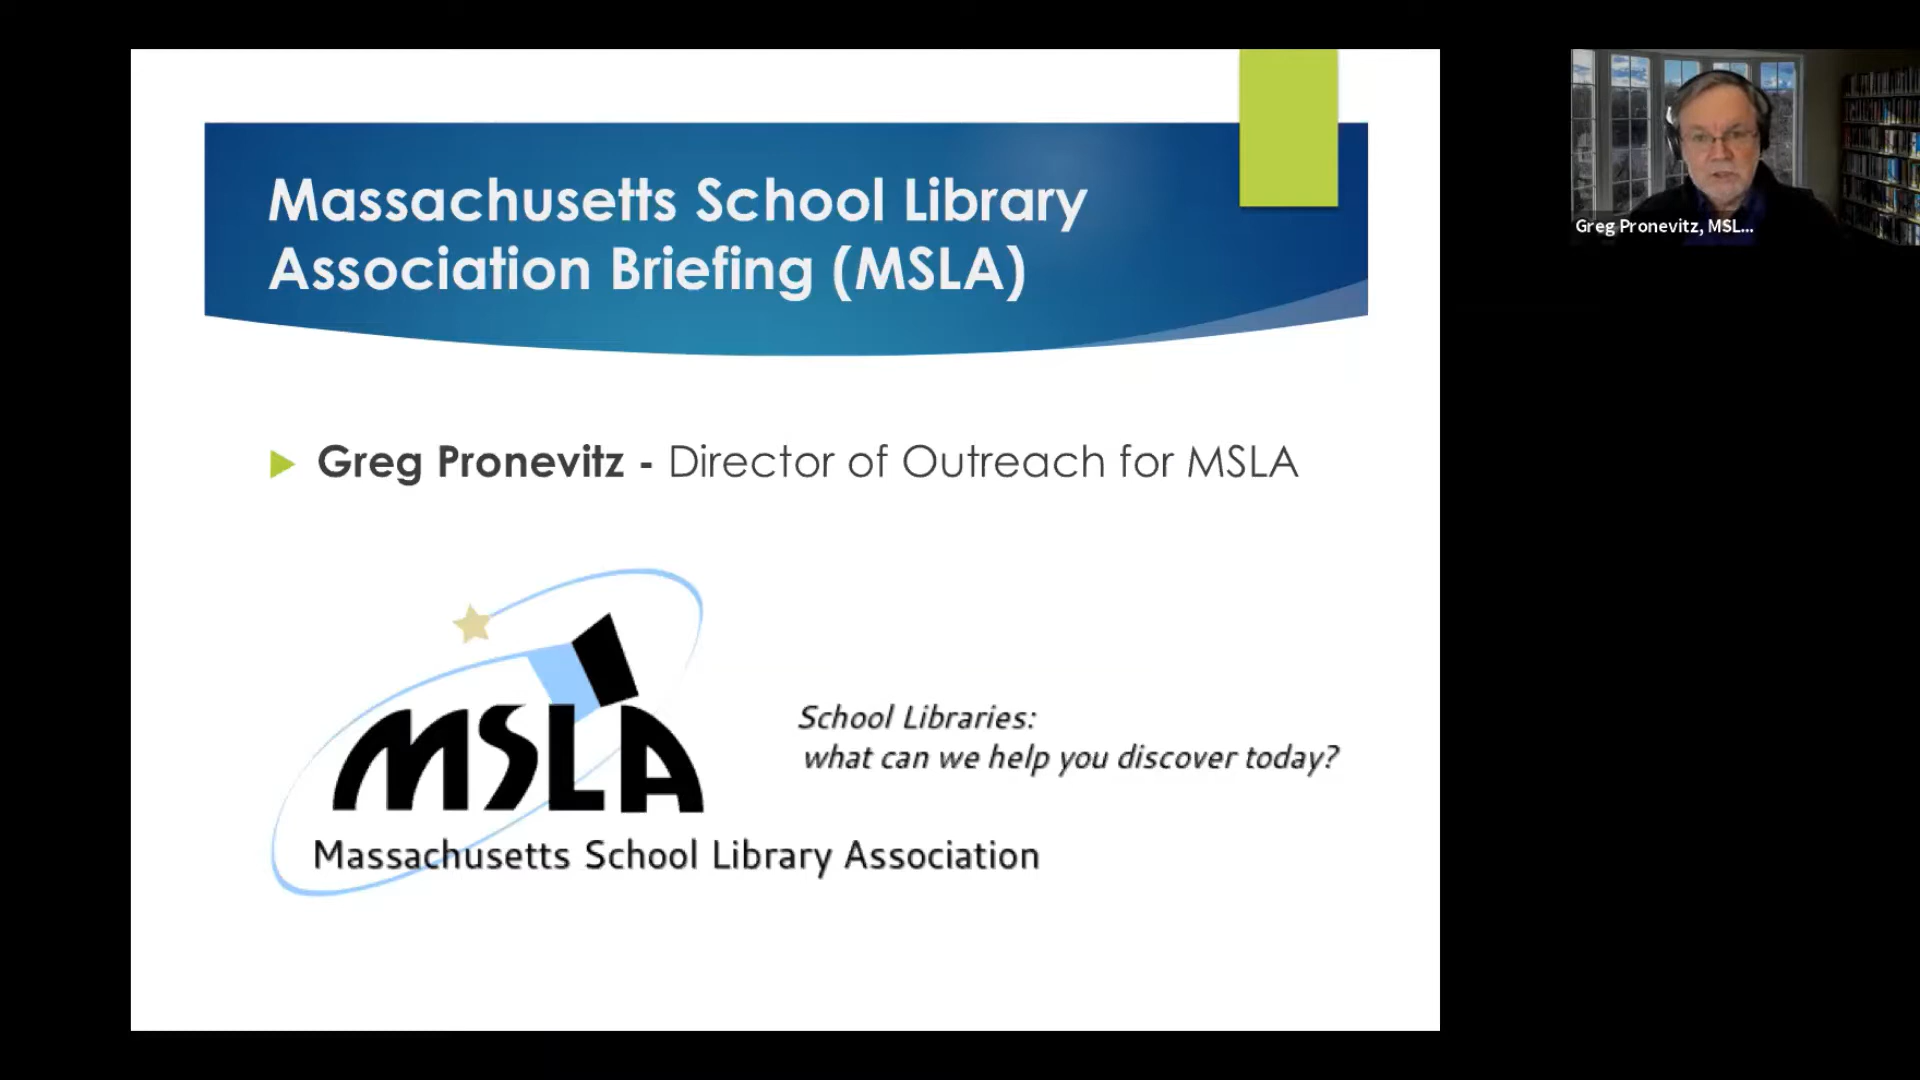 Massachusetts School Library
Association Briefing (MSLA)
Greg Pronevitz - Director of Outreach for MSLA
MSLA
Massachusetts School Library Association
School Libraries:
what can we help you discover today?
Greg Pronevitz, MSL...